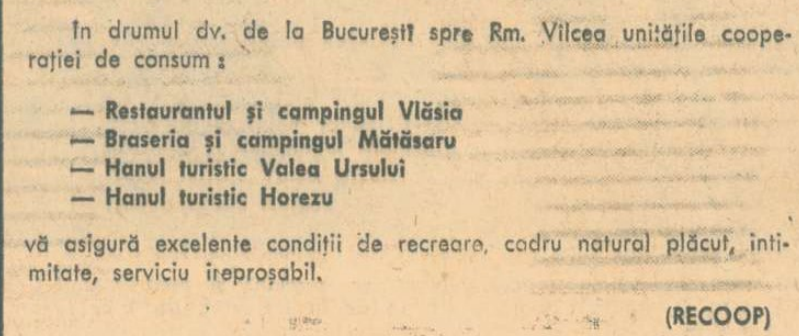 In drumul dv. de la București spre Rm. Vîlcea unitățile coope-
rației de consum :
— Restaurantul și campingul Vlăsia
— Braseria și campingul Mătăsaru
— Hanul turistic Valea Ursului
— Hanul turistic Horezu
vă asigură excelente condiții de recreare, cadru natural plăcut, inti-
mitate, serviciu ireproșabil.
(RECOOP)